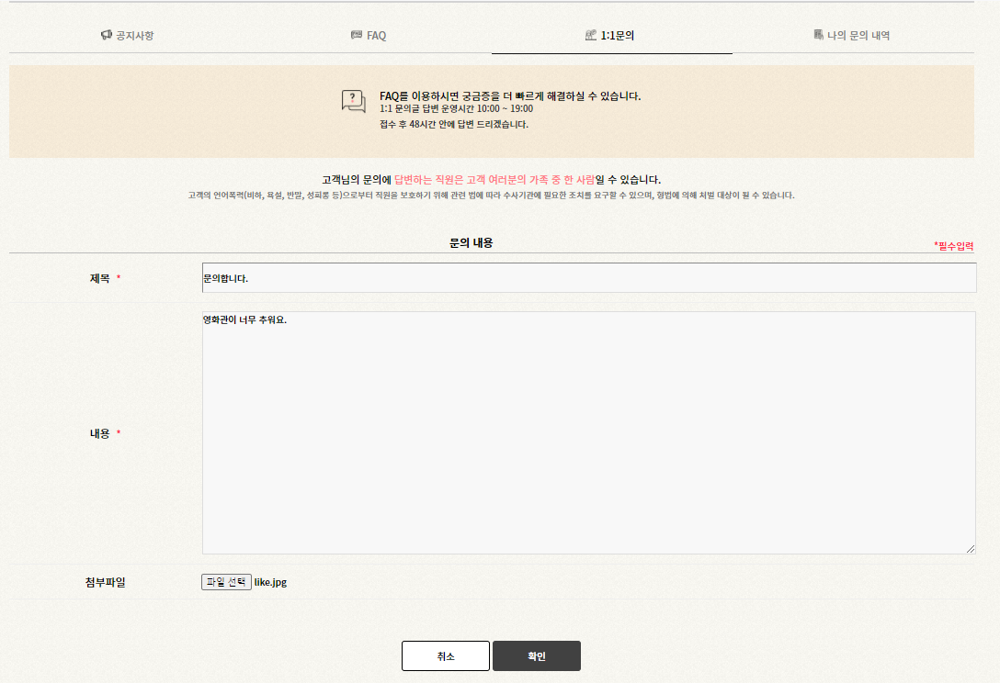 공지사항
FAQ
1:1문의
나의 문의 내역
?
FAQ를 이용하시면 궁금증을 더 빠르게 해결하실 수 있습니다.
1:1 문의글 답변 운영시간 10:00 ~ 19:00
접수 후 48시간 안에 답변 드리겠습니다.
고객님의 문의에 답변하는 직원은 고객 여러분의 가족 중 한 사람일 수 있습니다.
고객의 언어폭력(비하, 욕설, 반말, 성희롱 등)으로부터 직원을 보호하기 위해 관련 법에 따라 수사기관에 필요한 조치를 요구할 수 있으며, 형법에 의해 처벌 대상이 될 수 있습니다.
문의 내용
*필수입력
제목 *
문의합니다.
영화관이 너무 추워요.
내용 *
첨부파일
파일 선택 like.jpg
취소
확인